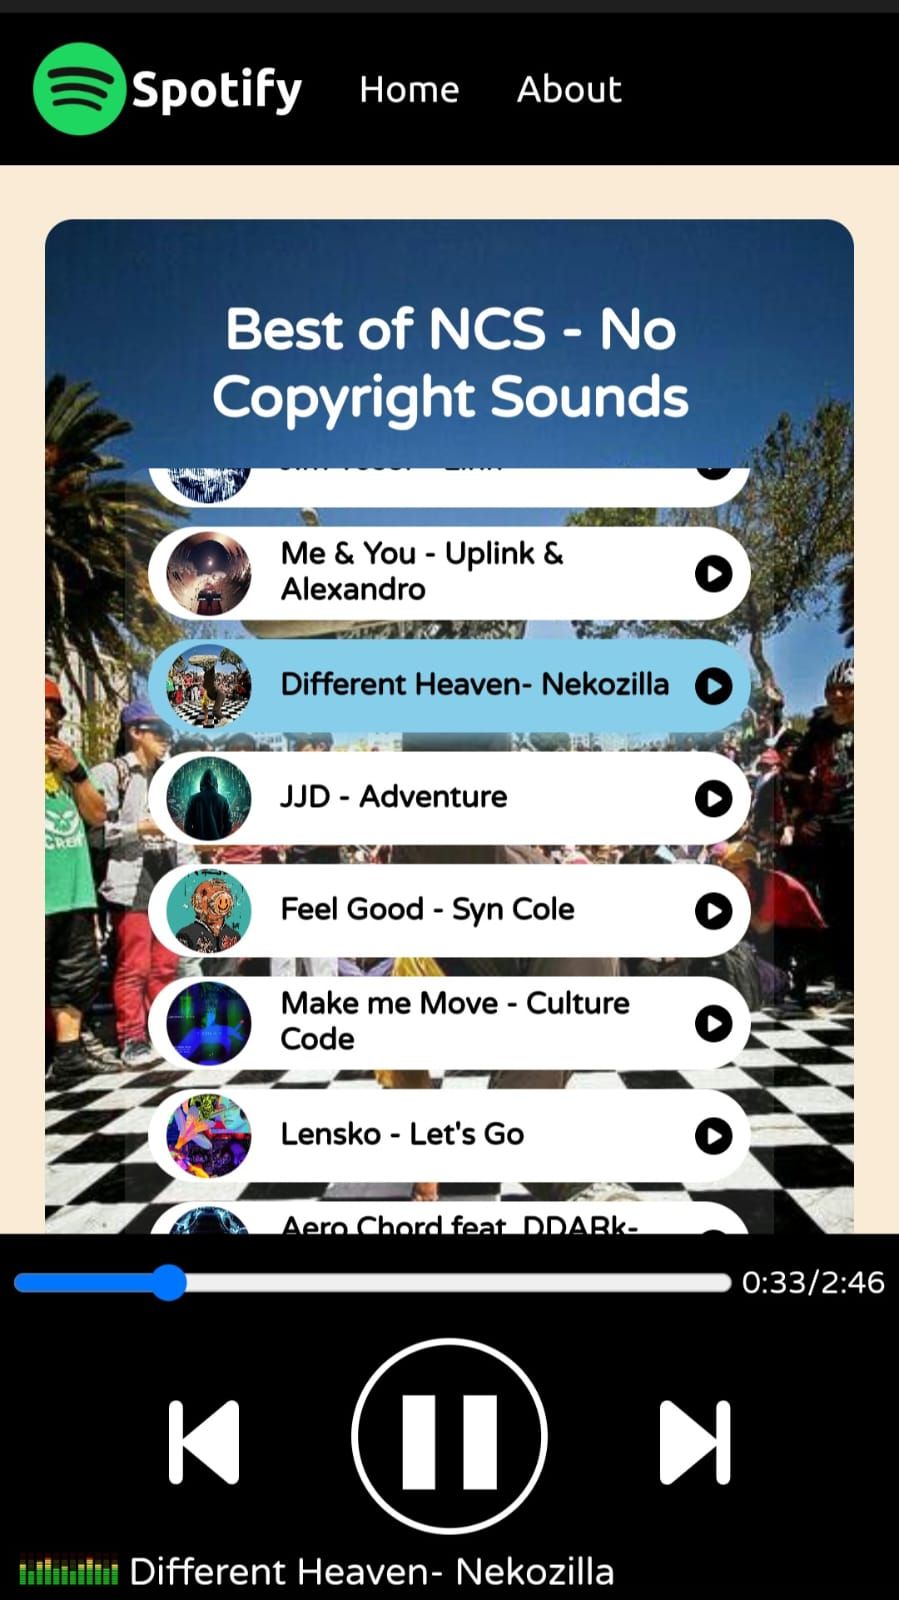 Spotify Home About
Best of NCS - No
Copyright Sounds
Me & You - Uplink &
Alexandro
Different Heaven- Nekozilla
JJD - Adventure
Feel Good - Syn Cole
Make me Move - Culture
Code
Lensko - Let's Go
Aero Chord feat. DDARk-
0:33/2:46
Different Heaven- Nekozilla